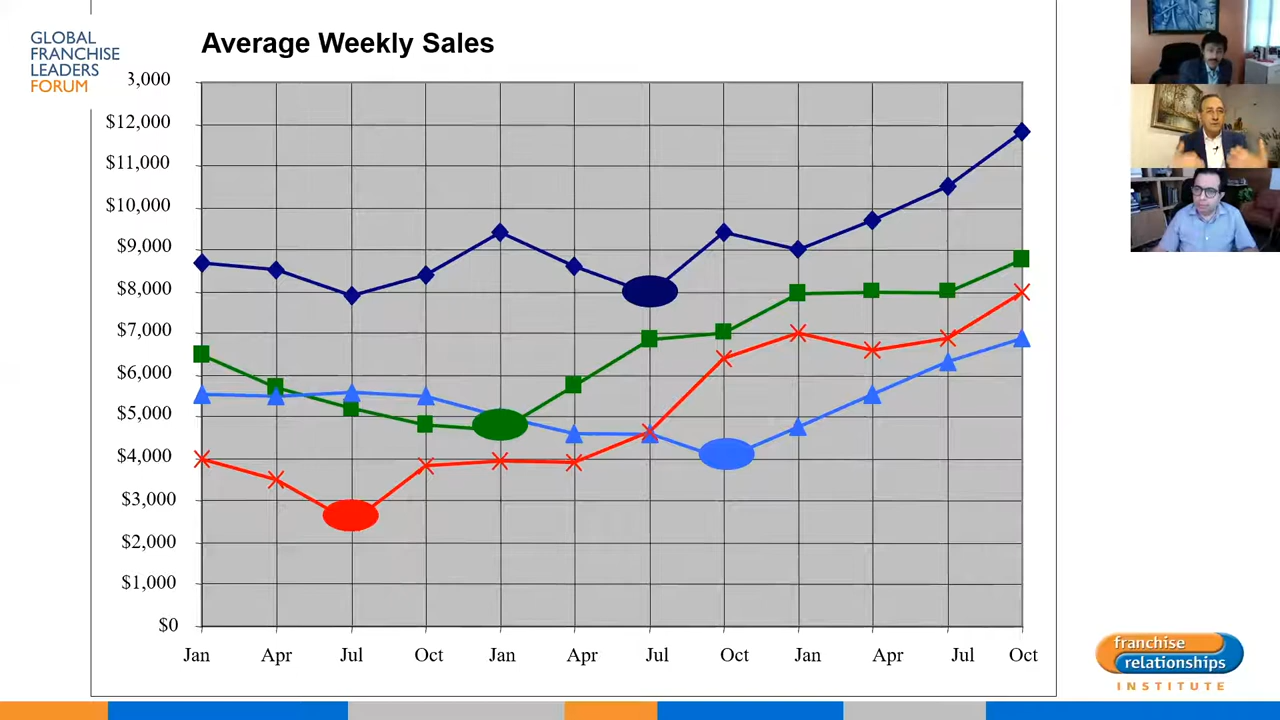 GLOBAL
FRANCHISE
LEADERS
FORUM
Average Weekly Sales
3,000
$12,000
$11,000
$10,000
$9,000
$8,000
$7,000
$6,000
$5,000
$4,000
$3,000
$2,000
$1,000
$0
Jan Apr Jul Oct Jan Apr Jul Oct Jan Apr Jul Oct
franchise
relationships
INSTITUTE